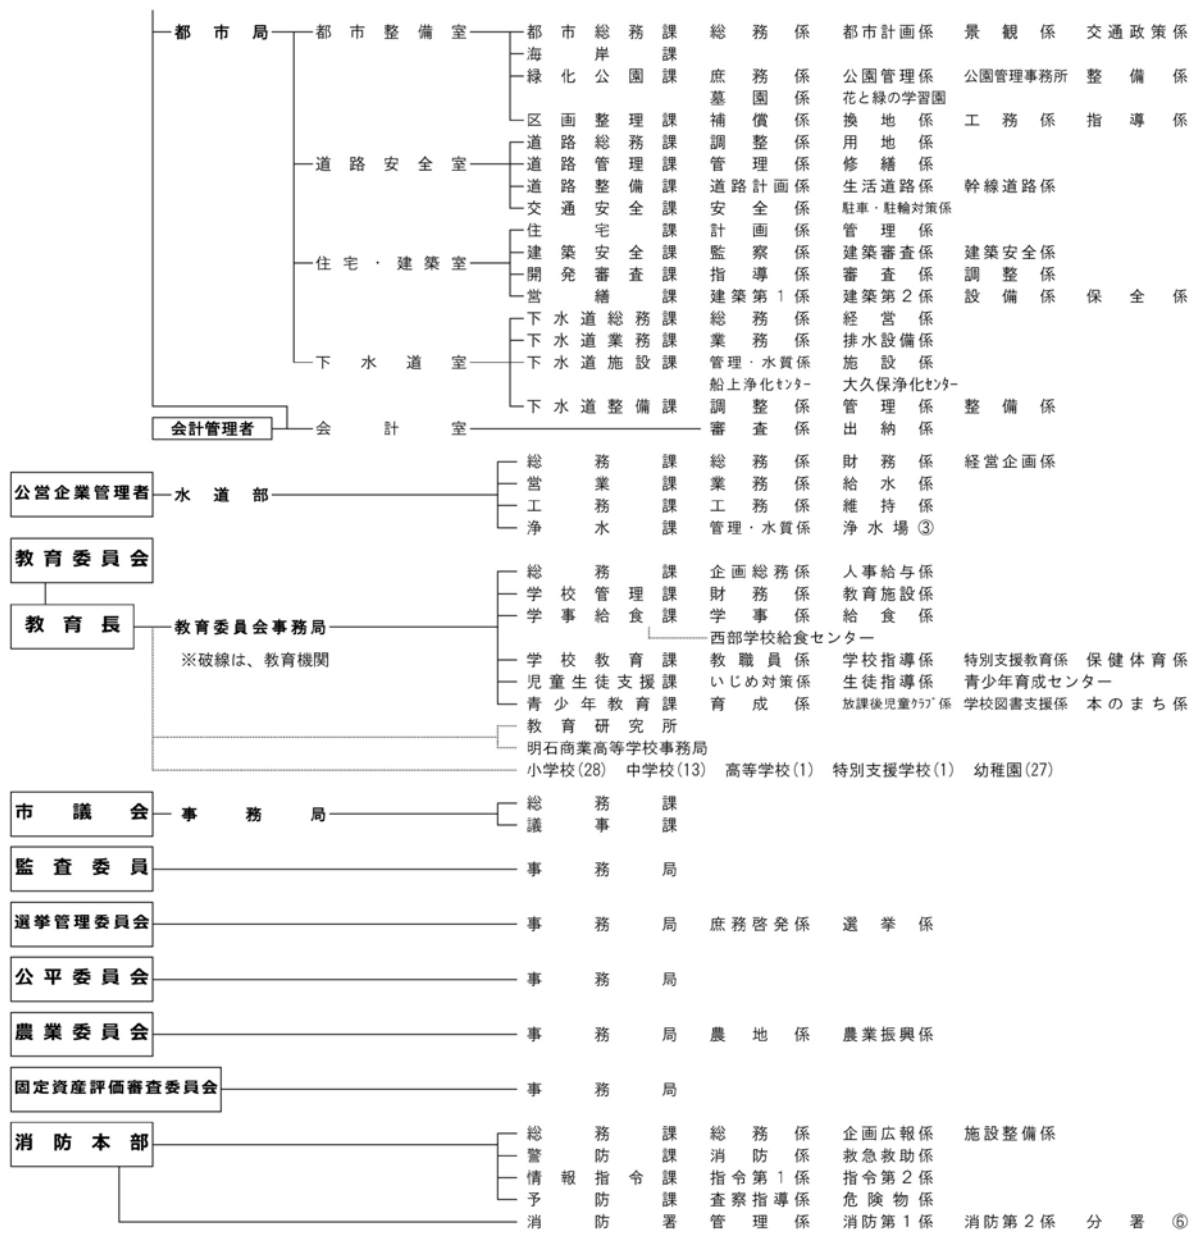 都市局 都市整備室 都市総務課 総務係 都市計画係 景観係 交通政策係
海岸課
緑化公園課 庶務係 公園管理係 公園管理事務所 整備係
墓園係 花と緑の学習園
区画整理課 補償係 換地係 工務係 指導係
道路総務課 調整係 用地係
道路安全室 道路管理課 管理係 修繕係
道路整備課 道路計画係 生活道路係 幹線道路係
交通安全課 安全係 駐車・駐輪対策係
住宅課 計画係 管理係
建築安全課 監察係 建築審査係 建築安全係
住宅・建築室
開発審査課 指導係 審査係 調整係
営繕課 建築第1係 建築第2係 設備係 保全係
下水道総務課 総務係 経営係
下水道業務課 業務係 排水設備係
下水道室 下水道施設課 管理・水質係 施設係
船上浄化センター 大久保浄化センター
下水道整備課 調整係 管理係 整備係
会計管理者 会計室 審査係 出納係
総務課 総務係 財務係 経営企画係
営業課 業務係 給水係
公営企業管理者 水道部
工務課 工務係 維持係
浄水課 管理・水質係 浄水場③
教育委員会
総務課 企画総務係 人事給与係
学校管理課 財務係 教育施設係
学事給食課 学事係 給食係
教育長 教育委員会事務局
西部学校給食センター
※破線は、教育機関
学校教育課 教職員係 学校指導係 特別支援教育係 保健体育係
児童生徒支援課 いじめ対策係 生徒指導係 青少年育成センター
青少年教育課 育成係 放課後児童クラブ係 学校図書支援係 本のまち係
教育研究所
明石商業高等学校事務局
小学校(28) 中学校(13) 高等学校(1) 特別支援学校(1) 幼稚園(27)
総務課
市議会 事務局
議事課
監査委員 事務局
選挙管理委員会 事務局 庶務啓発係 選挙係
公平委員会 事務局
農業委員会 事務局 農地係 農業振興係
固定資産評価審査委員会 事務局
総務課 総務係 企画広報係 施設整備係
消防本部
警防課 消防係 救急救助係
情報指令課 指令第1係 指令第2係
予防課 査察指導係 危険物係
消防署 管理係 消防第1係 消防第2係 分署⑥